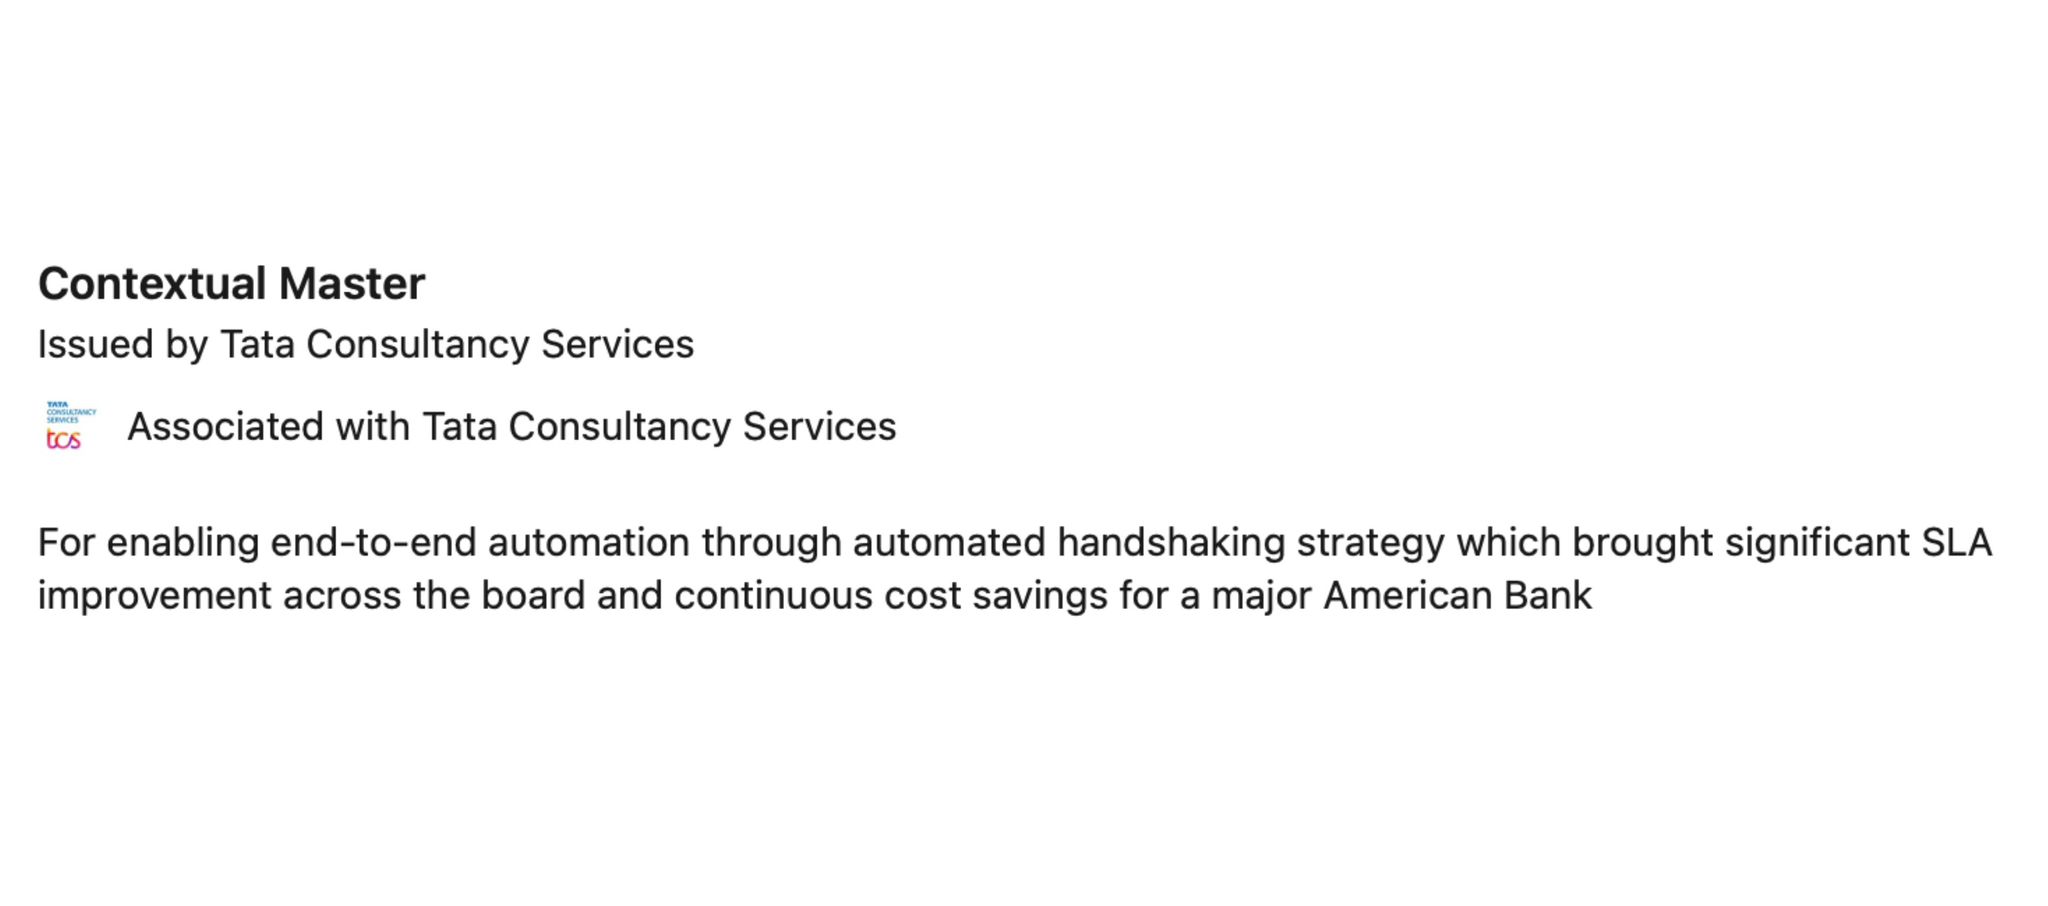 Contextual Master
Issued by Tata Consultancy Services
TATA
CONSULTANCY
SERVICES
tcs
Associated with Tata Consultancy Services
For enabling end-to-end automation through automated handshaking strategy which brought significant SLA
improvement across the board and continuous cost savings for a major American Bank